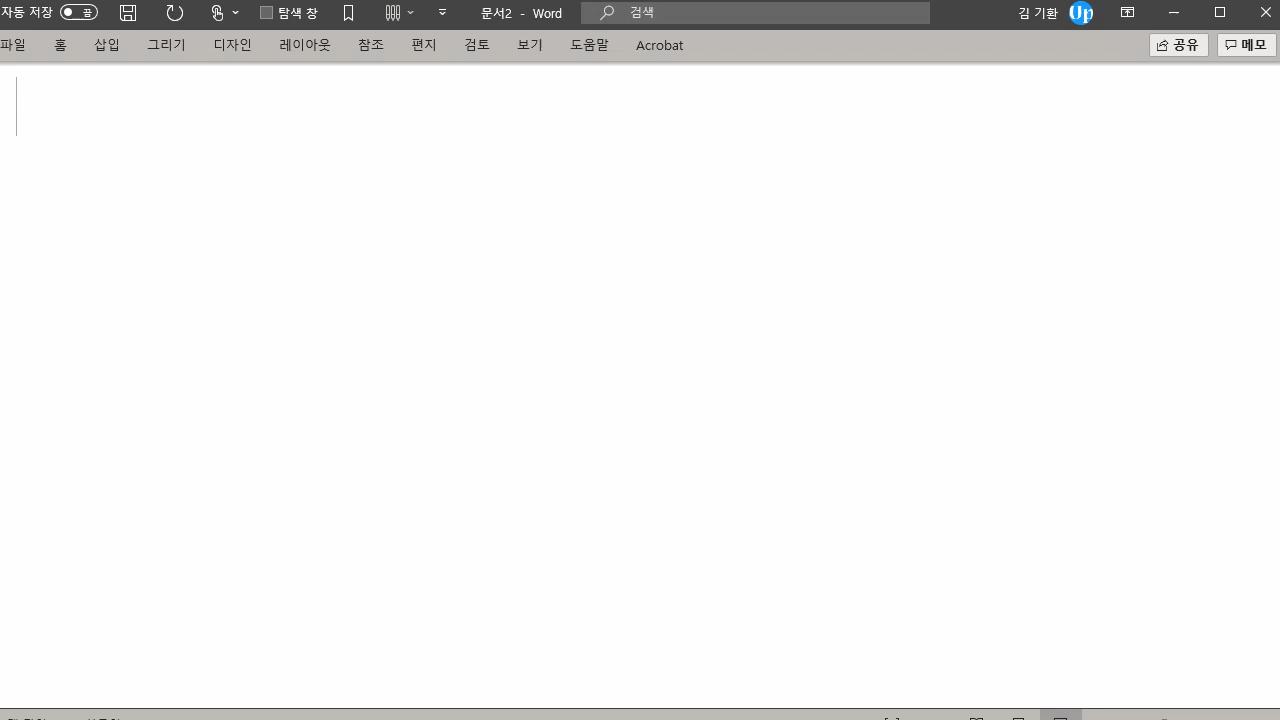 자동 저장 끔 탐색 창 문서2 - Word 검색 김 기환 Up
파일 홈 삽입 그리기 디자인 레이아웃 참조 편지 검토 보기 도움말 Acrobat 공유 메모